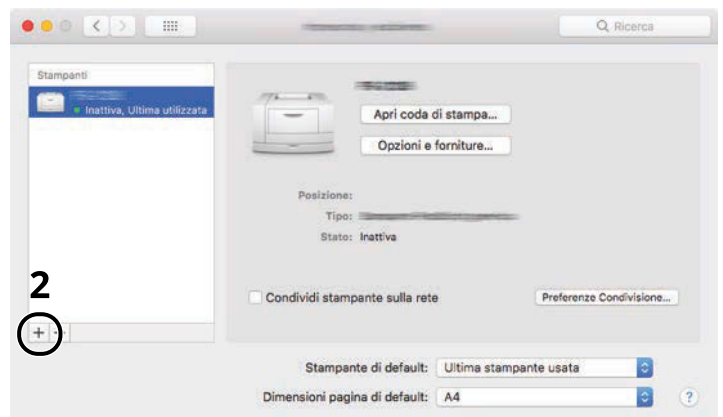 Ricerca
Stampanti
Inattiva, Ultima utilizzata
Apri coda di stampa...
Opzioni e forniture...
Posizione:
Tipo:
Stato: Inattiva
2
Condividi stampante sulla rete Preferenze Condivisione...
+ −
Stampante di default: Ultima stampante usata
Dimensioni pagina di default: A4 ?